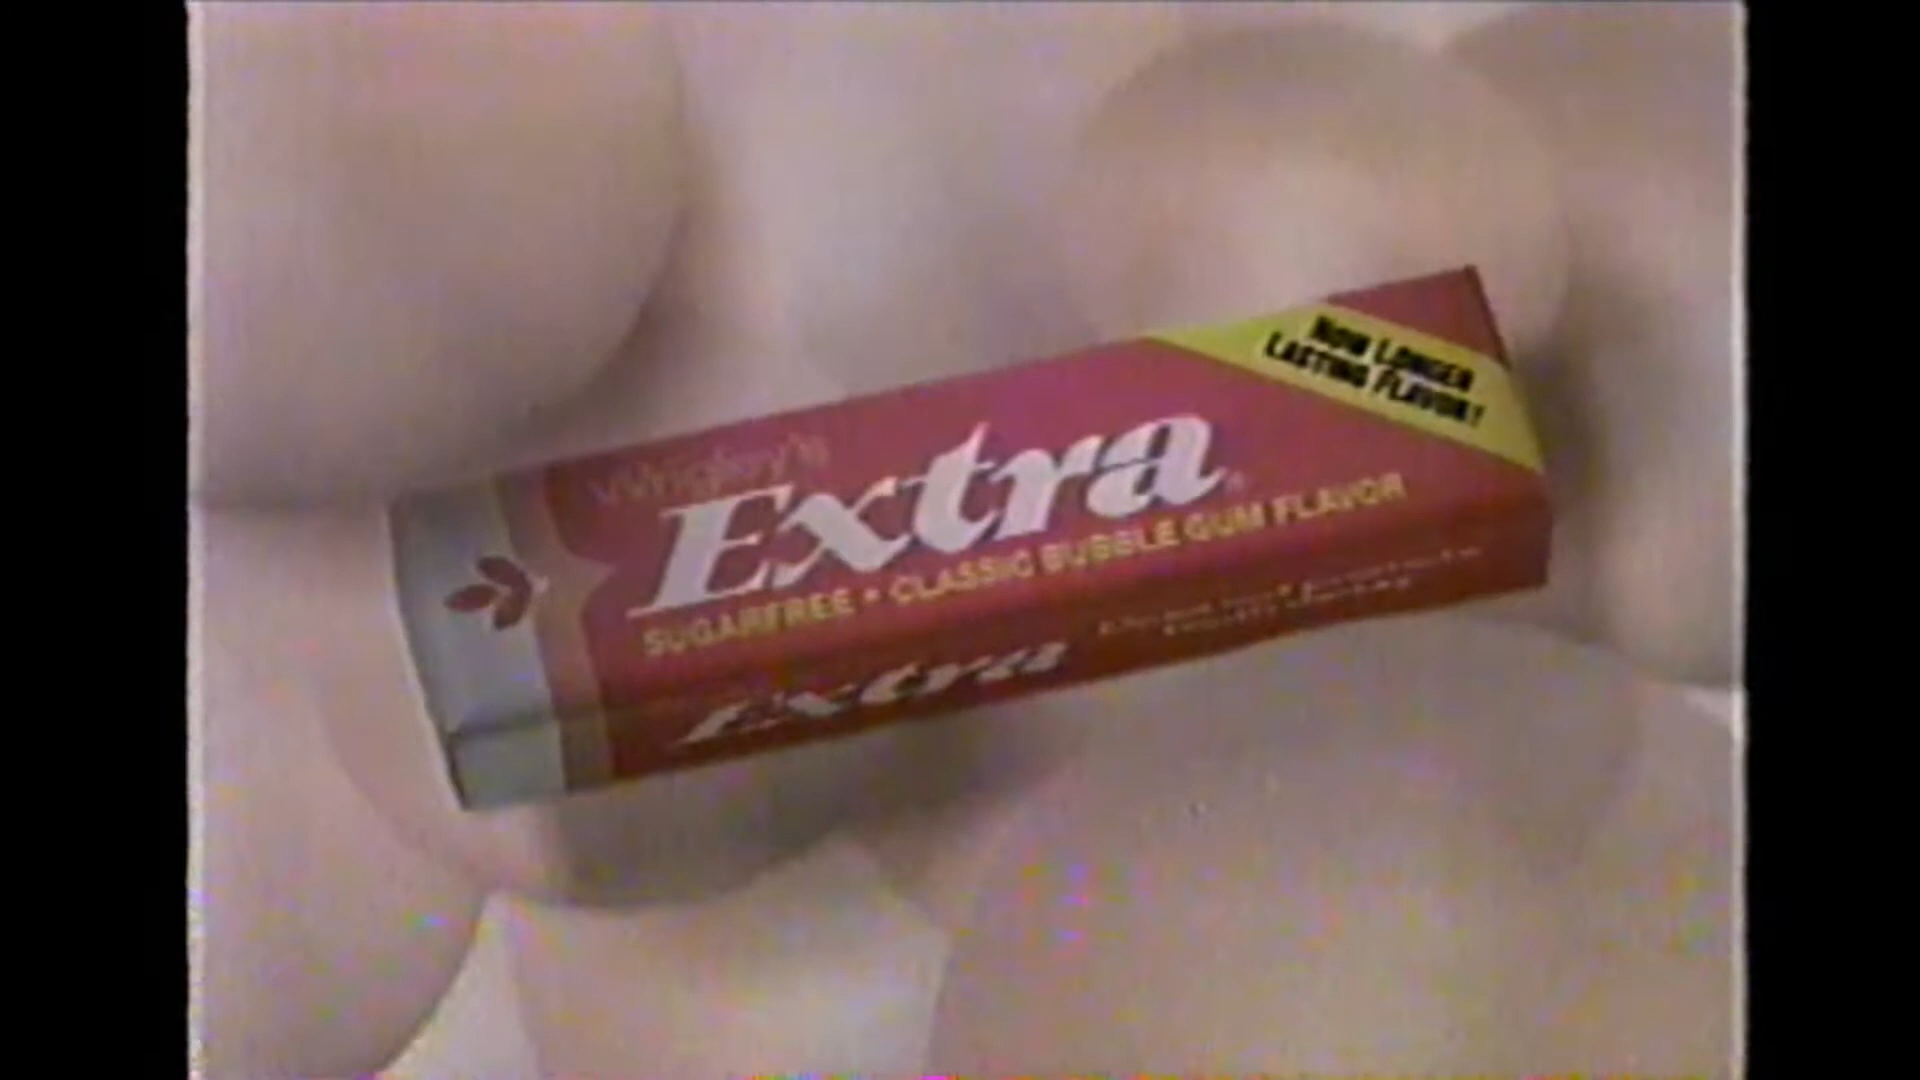 NOW LONGER
LASTING FLAVOR!
Wrigley's
Extra
SUGARFREE • CLASSIC BUBBLE GUM FLAVOR
Extra